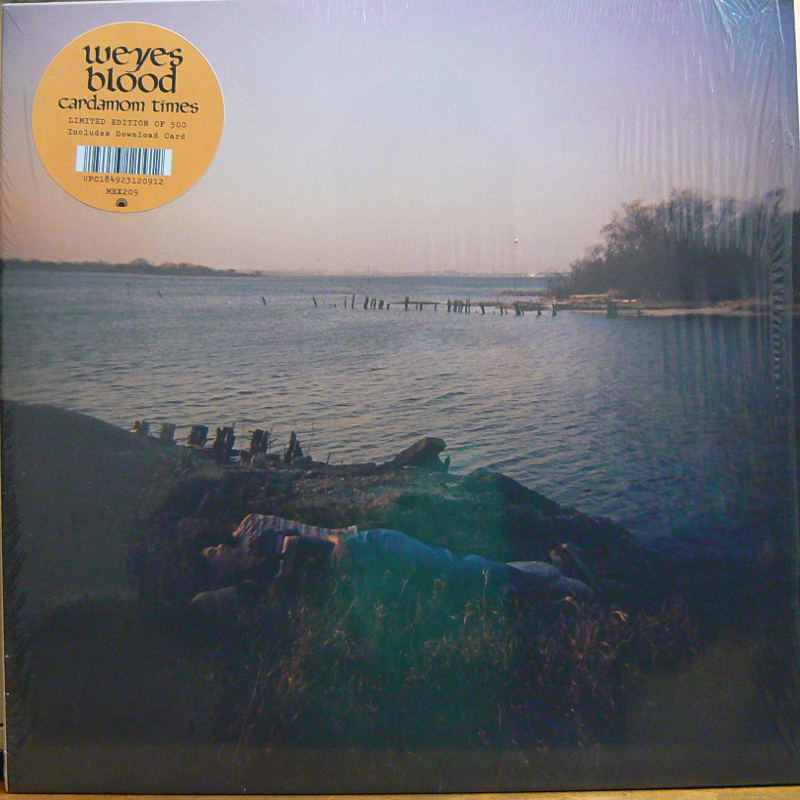 weyes
blood
cardamom times
LIMITED EDITION OF 500
Includes Download Card
UPC184923120912
MEX209